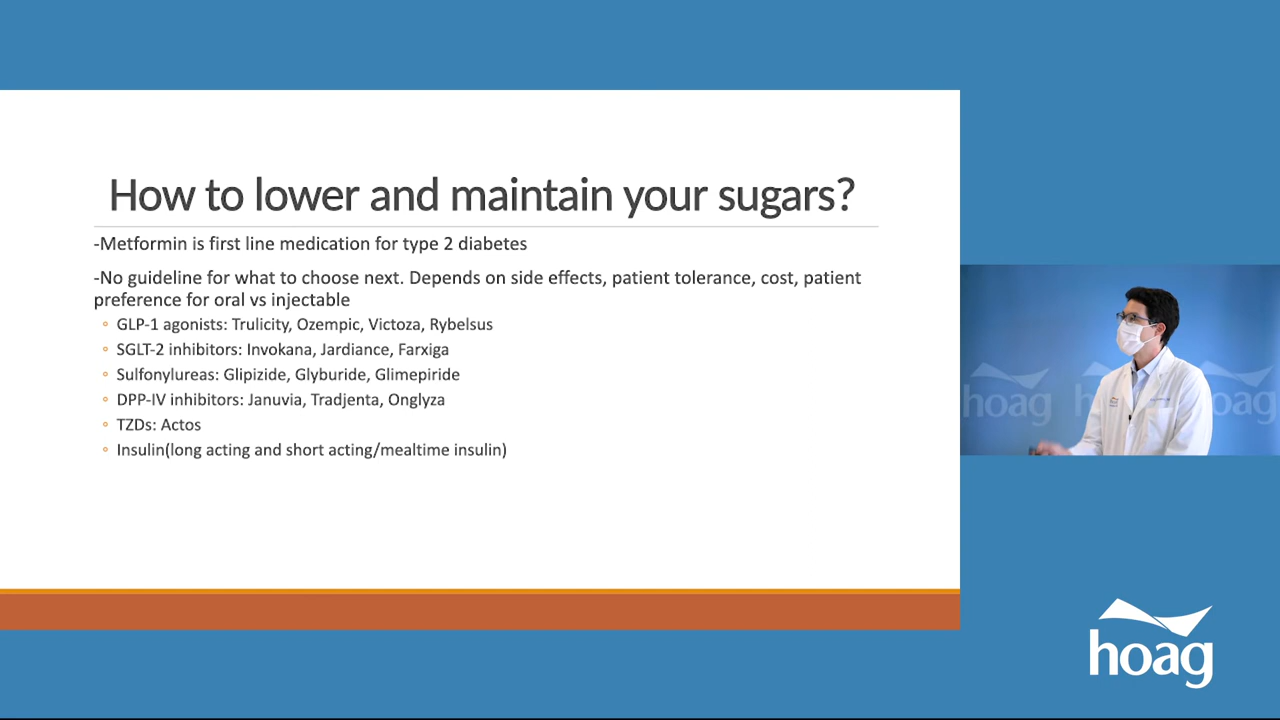 How to lower and maintain your sugars?
-Metformin is first line medication for type 2 diabetes
-No guideline for what to choose next. Depends on side effects, patient tolerance, cost, patient
preference for oral vs injectable
◦ GLP-1 agonists: Trulicity, Ozempic, Victoza, Rybelsus
◦ SGLT-2 inhibitors: Invokana, Jardiance, Farxiga
◦ Sulfonylureas: Glipizide, Glyburide, Glimepiride
◦ DPP-IV inhibitors: Januvia, Tradjenta, Onglyza
◦ TZDs: Actos
◦ Insulin(long acting and short acting/mealtime insulin)
hoag
hoag
hoag